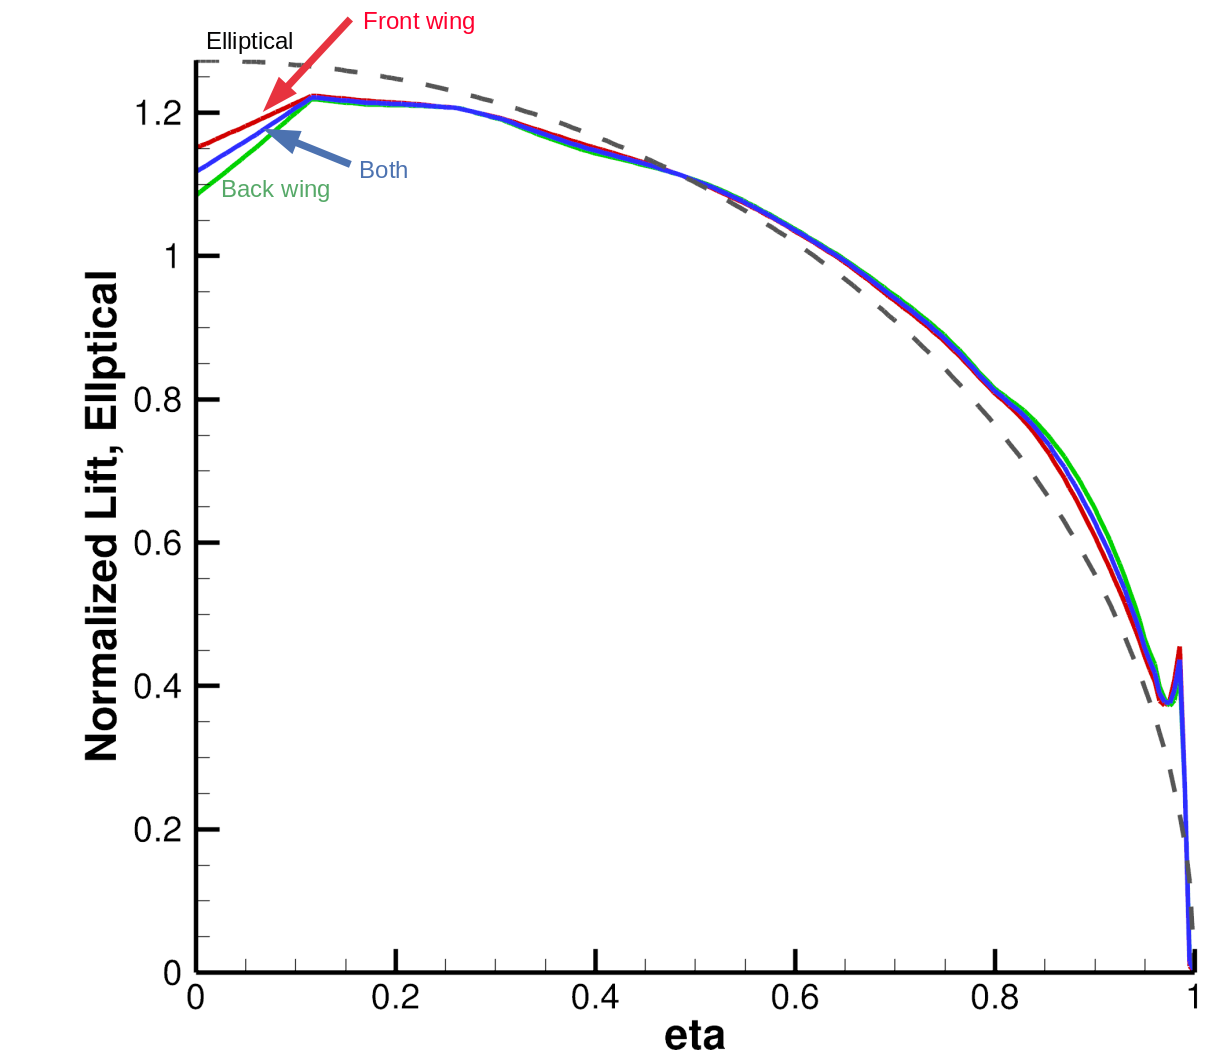 Front wing
Elliptical
1.2
Both
Back wing
1
Normalized Lift, Ellptical
0.8
0.6
0.4
0.2
0
0 0.2 0.4 0.6 0.8 1
eta